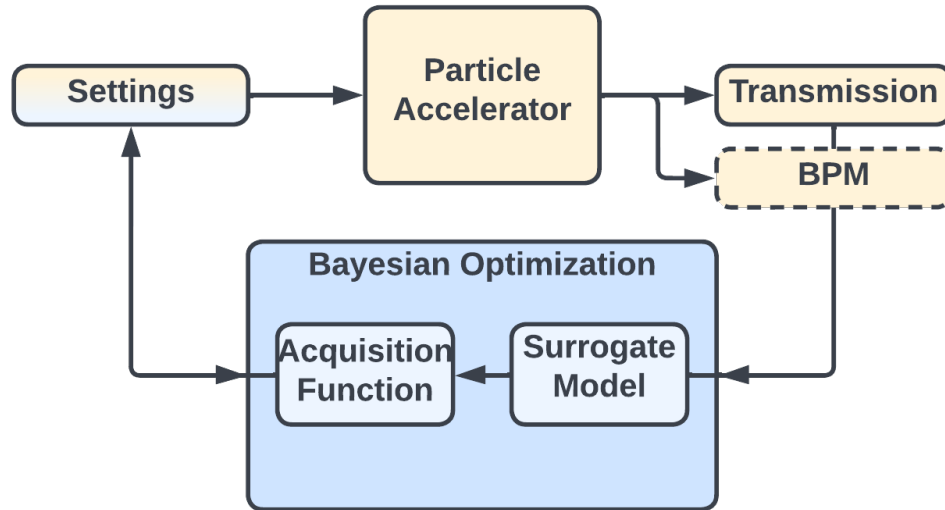 Settings
Particle
Accelerator
Transmission
BPM
Bayesian Optimization
Acquisition
Function
Surrogate
Model